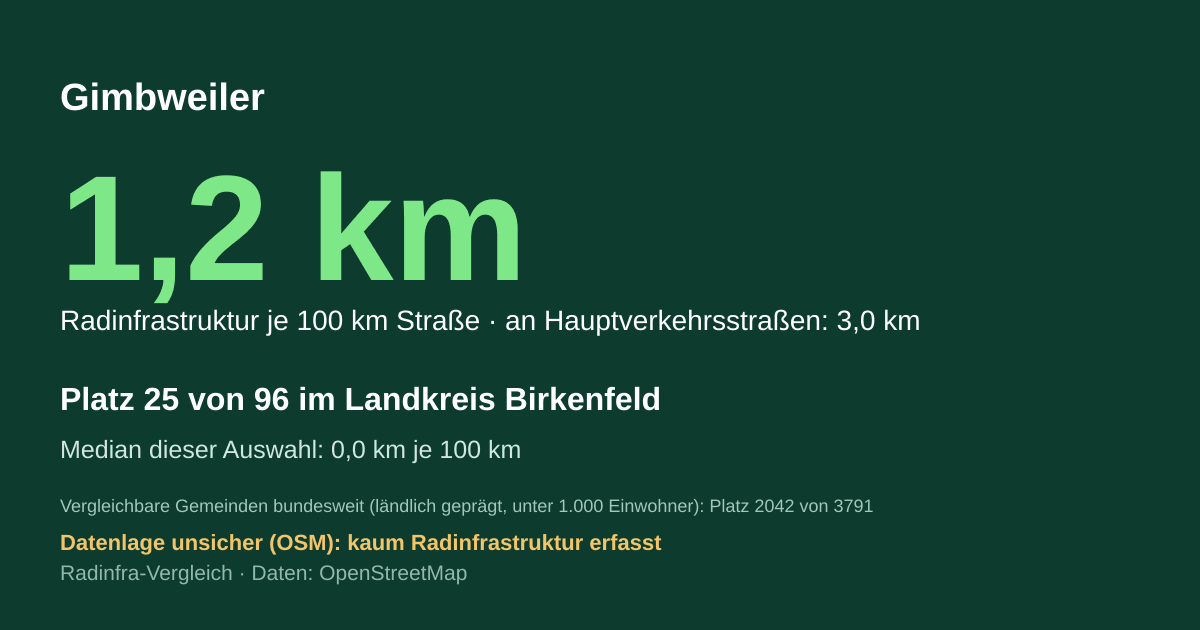 Gimbweiler
1,2 km
Radinfrastruktur je 100 km Straße · an Hauptverkehrsstraßen: 3,0 km
Platz 25 von 96 im Landkreis Birkenfeld
Median dieser Auswahl: 0,0 km je 100 km
Vergleichbare Gemeinden bundesweit (ländlich geprägt, unter 1.000 Einwohner): Platz 2042 von 3791
Datenlage unsicher (OSM): kaum Radinfrastruktur erfasst
Radinfra-Vergleich · Daten: OpenStreetMap